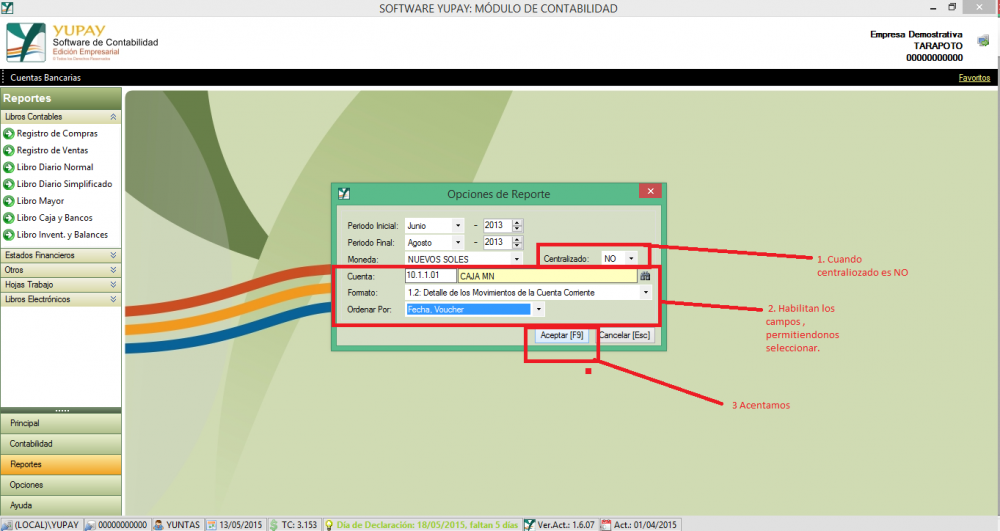 SOFTWARE YUPAY: MÓDULO DE CONTABILIDAD
YUPAY
Software de Contabilidad
Edición Empresarial
© Todos los Derechos Reservados
Empresa Demostrativa
TARAPOTO
00000000000
Cuentas Bancarias
Favoritos
Reportes
Libros Contables
Registro de Compras
Registro de Ventas
Libro Diario Normal
Libro Diario Simplificado
Libro Mayor
Libro Caja y Bancos
Libro Invent. y Balances
Estados Financieros
Otros
Hojas Trabajo
Libros Electrónicos
Principal
Contabilidad
Reportes
Opciones
Ayuda
Opciones de Reporte
Periodo Inicial: Junio - 2013
Periodo Final: Agosto - 2013
Moneda: NUEVOS SOLES Centralizado: NO
Cuenta: 10.1.1.01 CAJA MN
Formato: 1.2: Detalle de los Movimientos de la Cuenta Corriente
Ordenar Por: Fecha, Voucher
Aceptar [F9] Cancelar [Esc]
1. Cuando
centraliozado es NO
2. Habilitan los
campos ,
permitiendonos
seleccionar.
3 Acentamos
(LOCAL)\YUPAY 00000000000 YUNTAS 13/05/2015 TC: 3.153 Día de Declaración: 18/05/2015, faltan 5 días Ver.Act.: 1.6.07 Act.: 01/04/2015